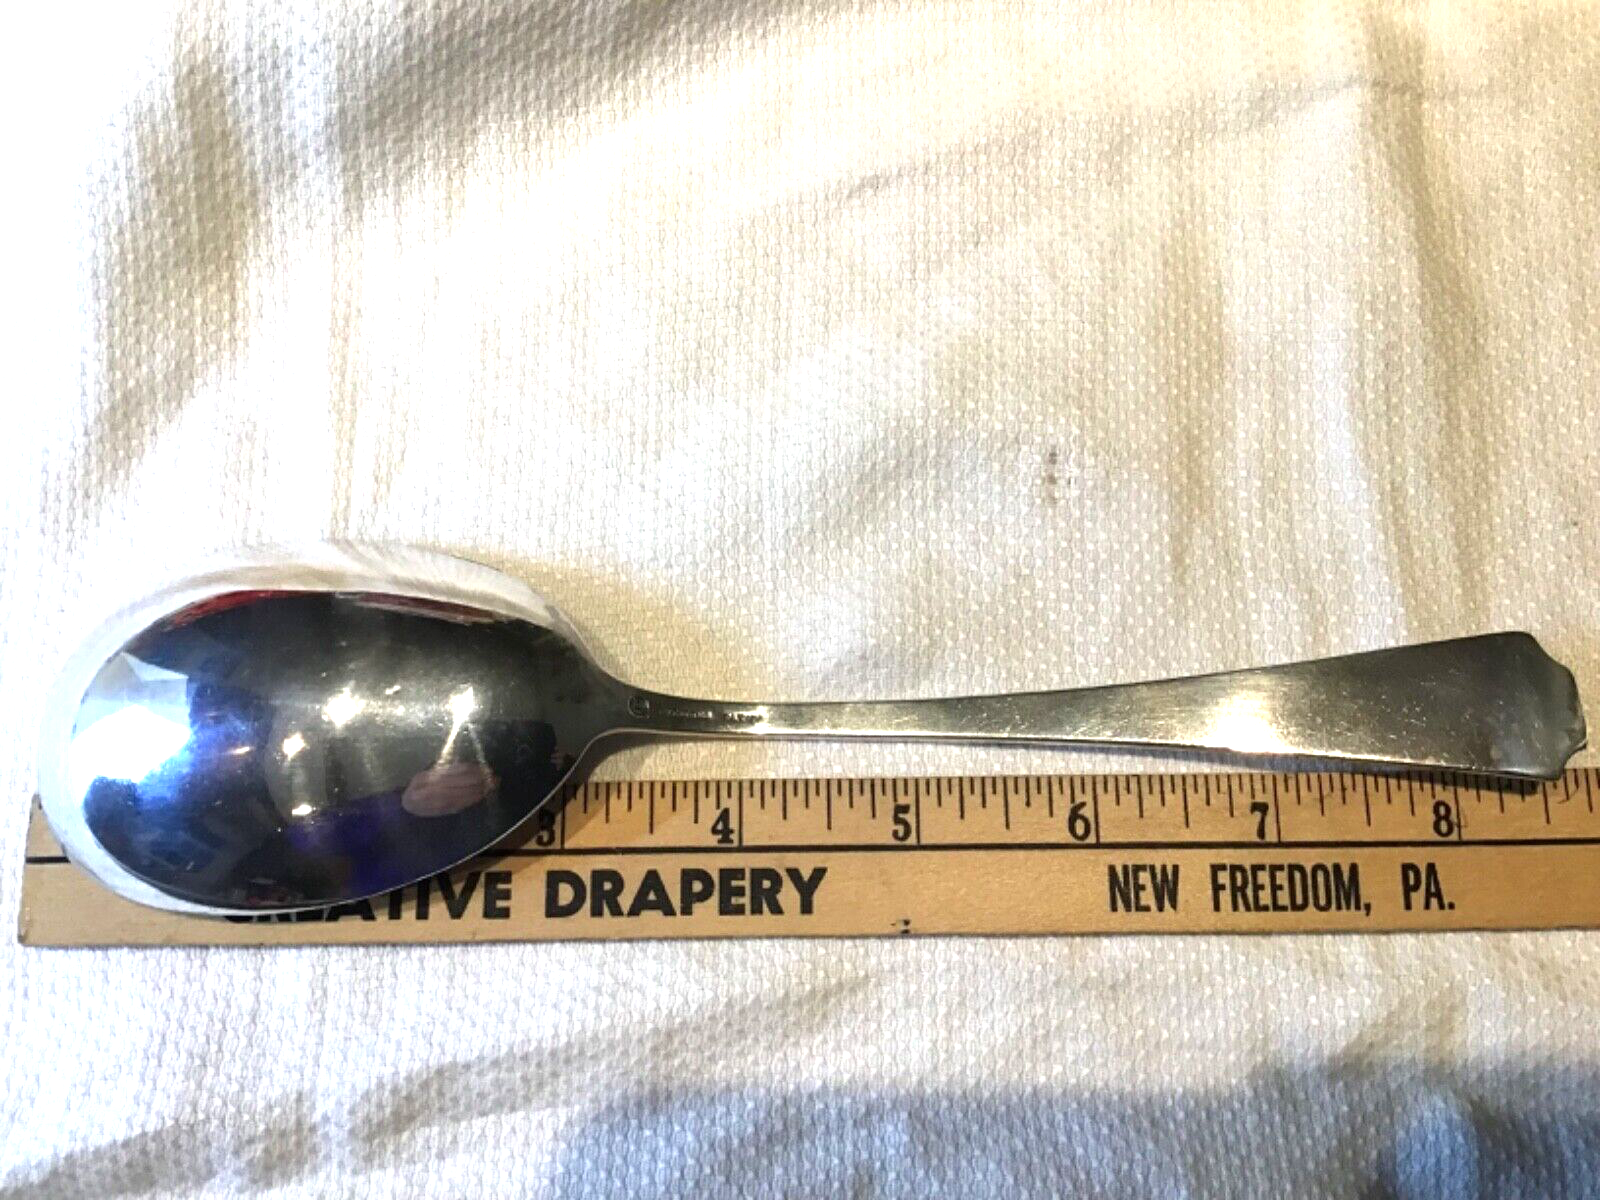 3 4 5 6 7 8
CREATIVE DRAPERY NEW FREEDOM, PA.